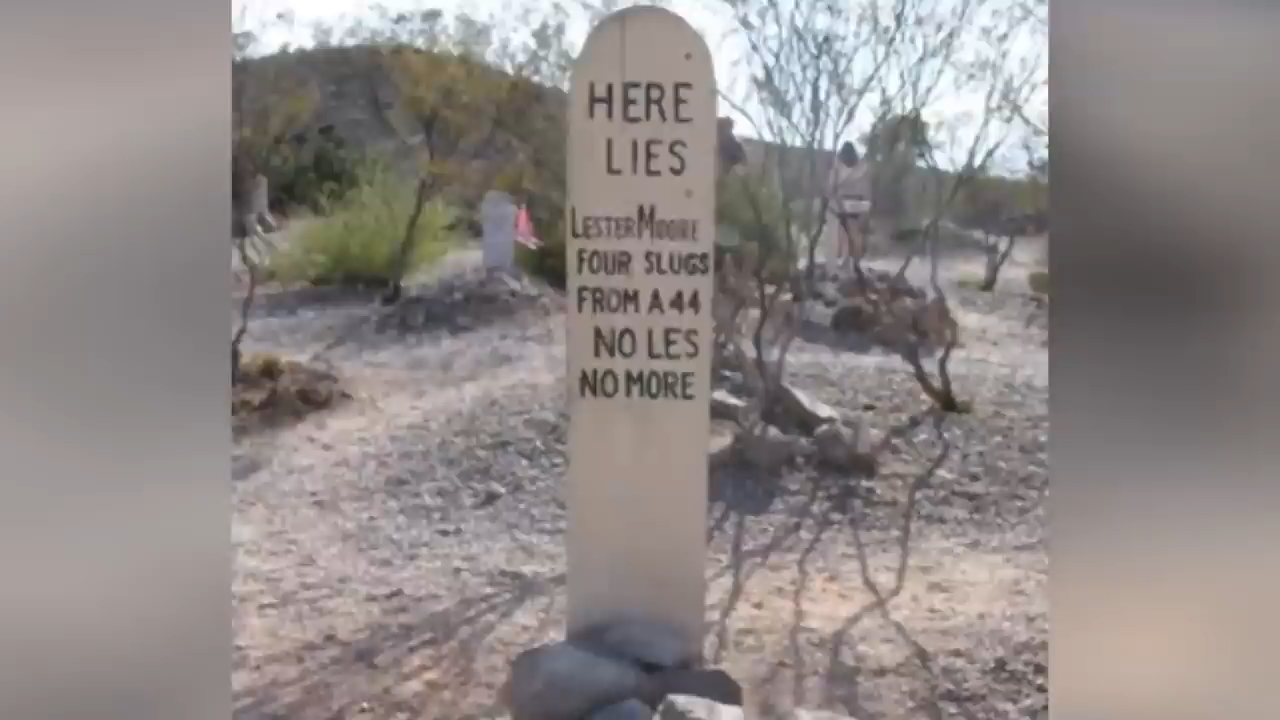 HERE
LIES
LESTER MOORE
FOUR SLUGS
FROM A 44
NO LES
NO MORE